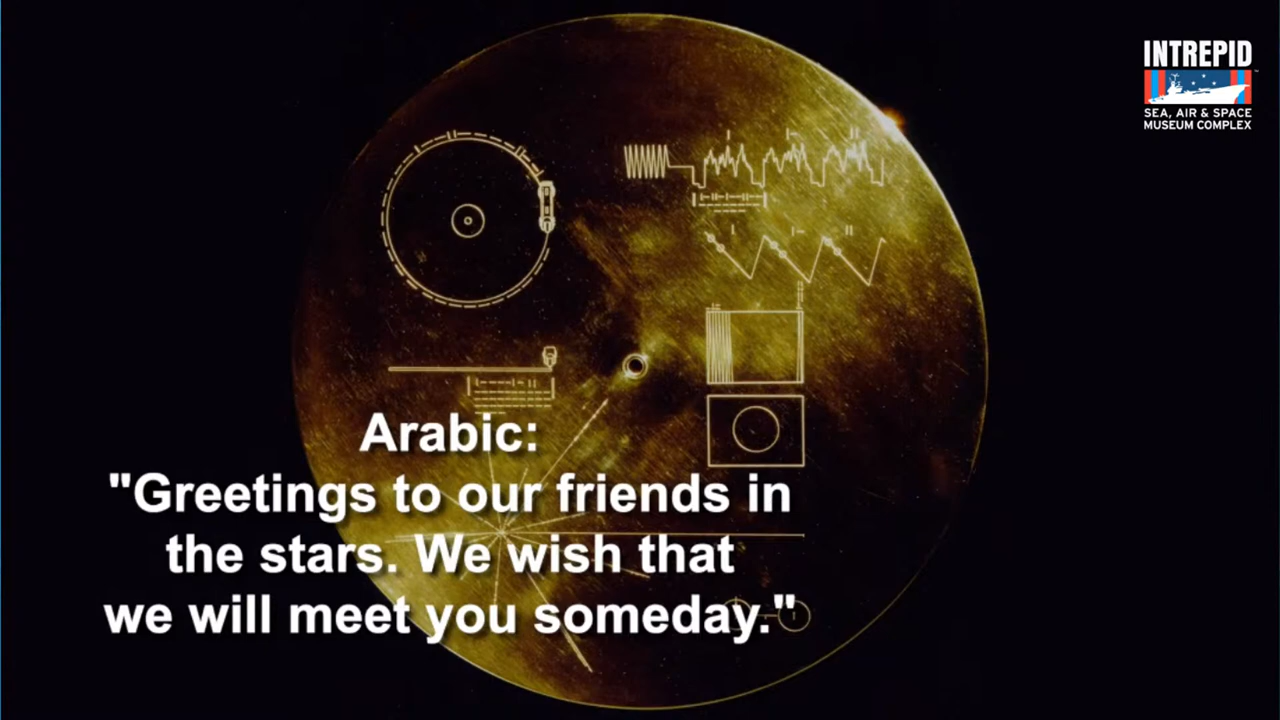 INTREPID
SEA, AIR & SPACE
MUSEUM COMPLEX
Arabic:
"Greetings to our friends in
the stars. We wish that
we will meet you someday."